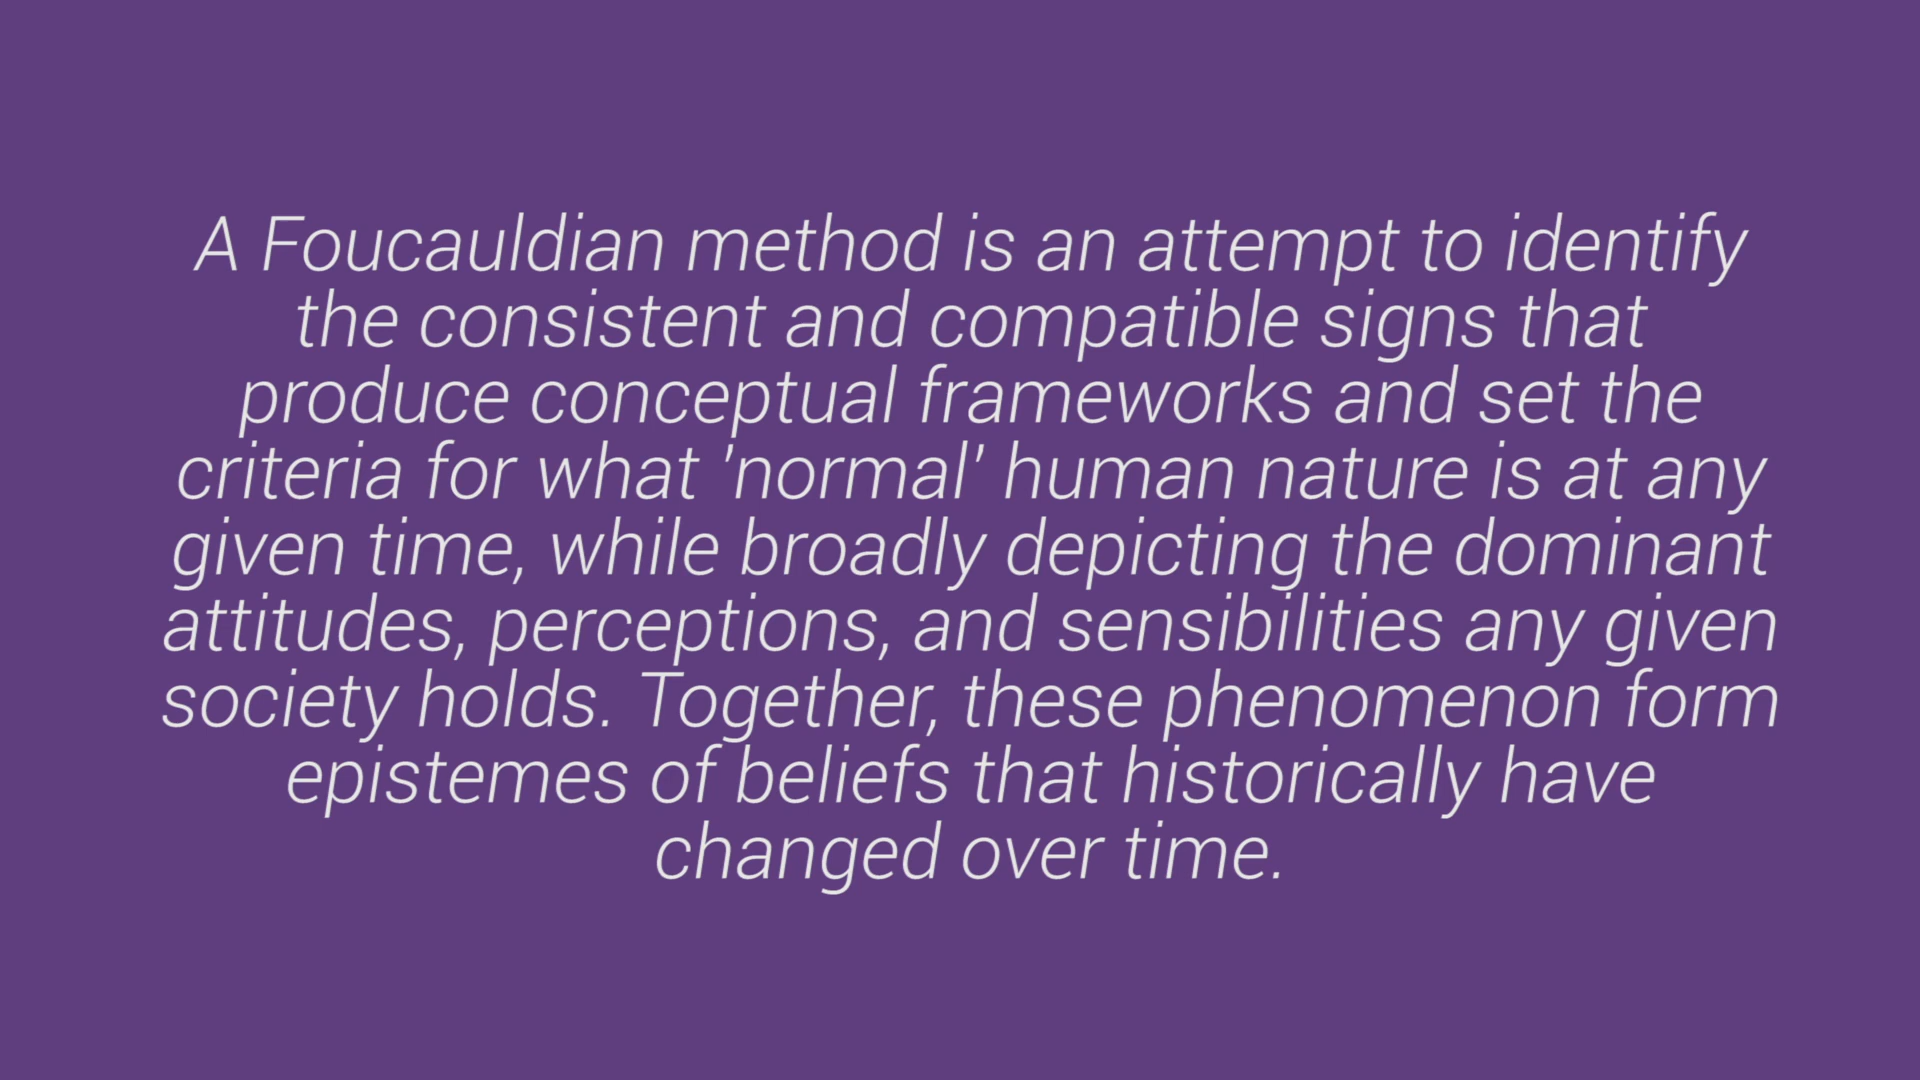 A Foucauldian method is an attempt to identify
the consistent and compatible signs that
produce conceptual frameworks and set the
criteria for what 'normal' human nature is at any
given time, while broadly depicting the dominant
attitudes, perceptions, and sensibilities any given
society holds. Together, these phenomenon form
epistemes of beliefs that historically have
changed over time.